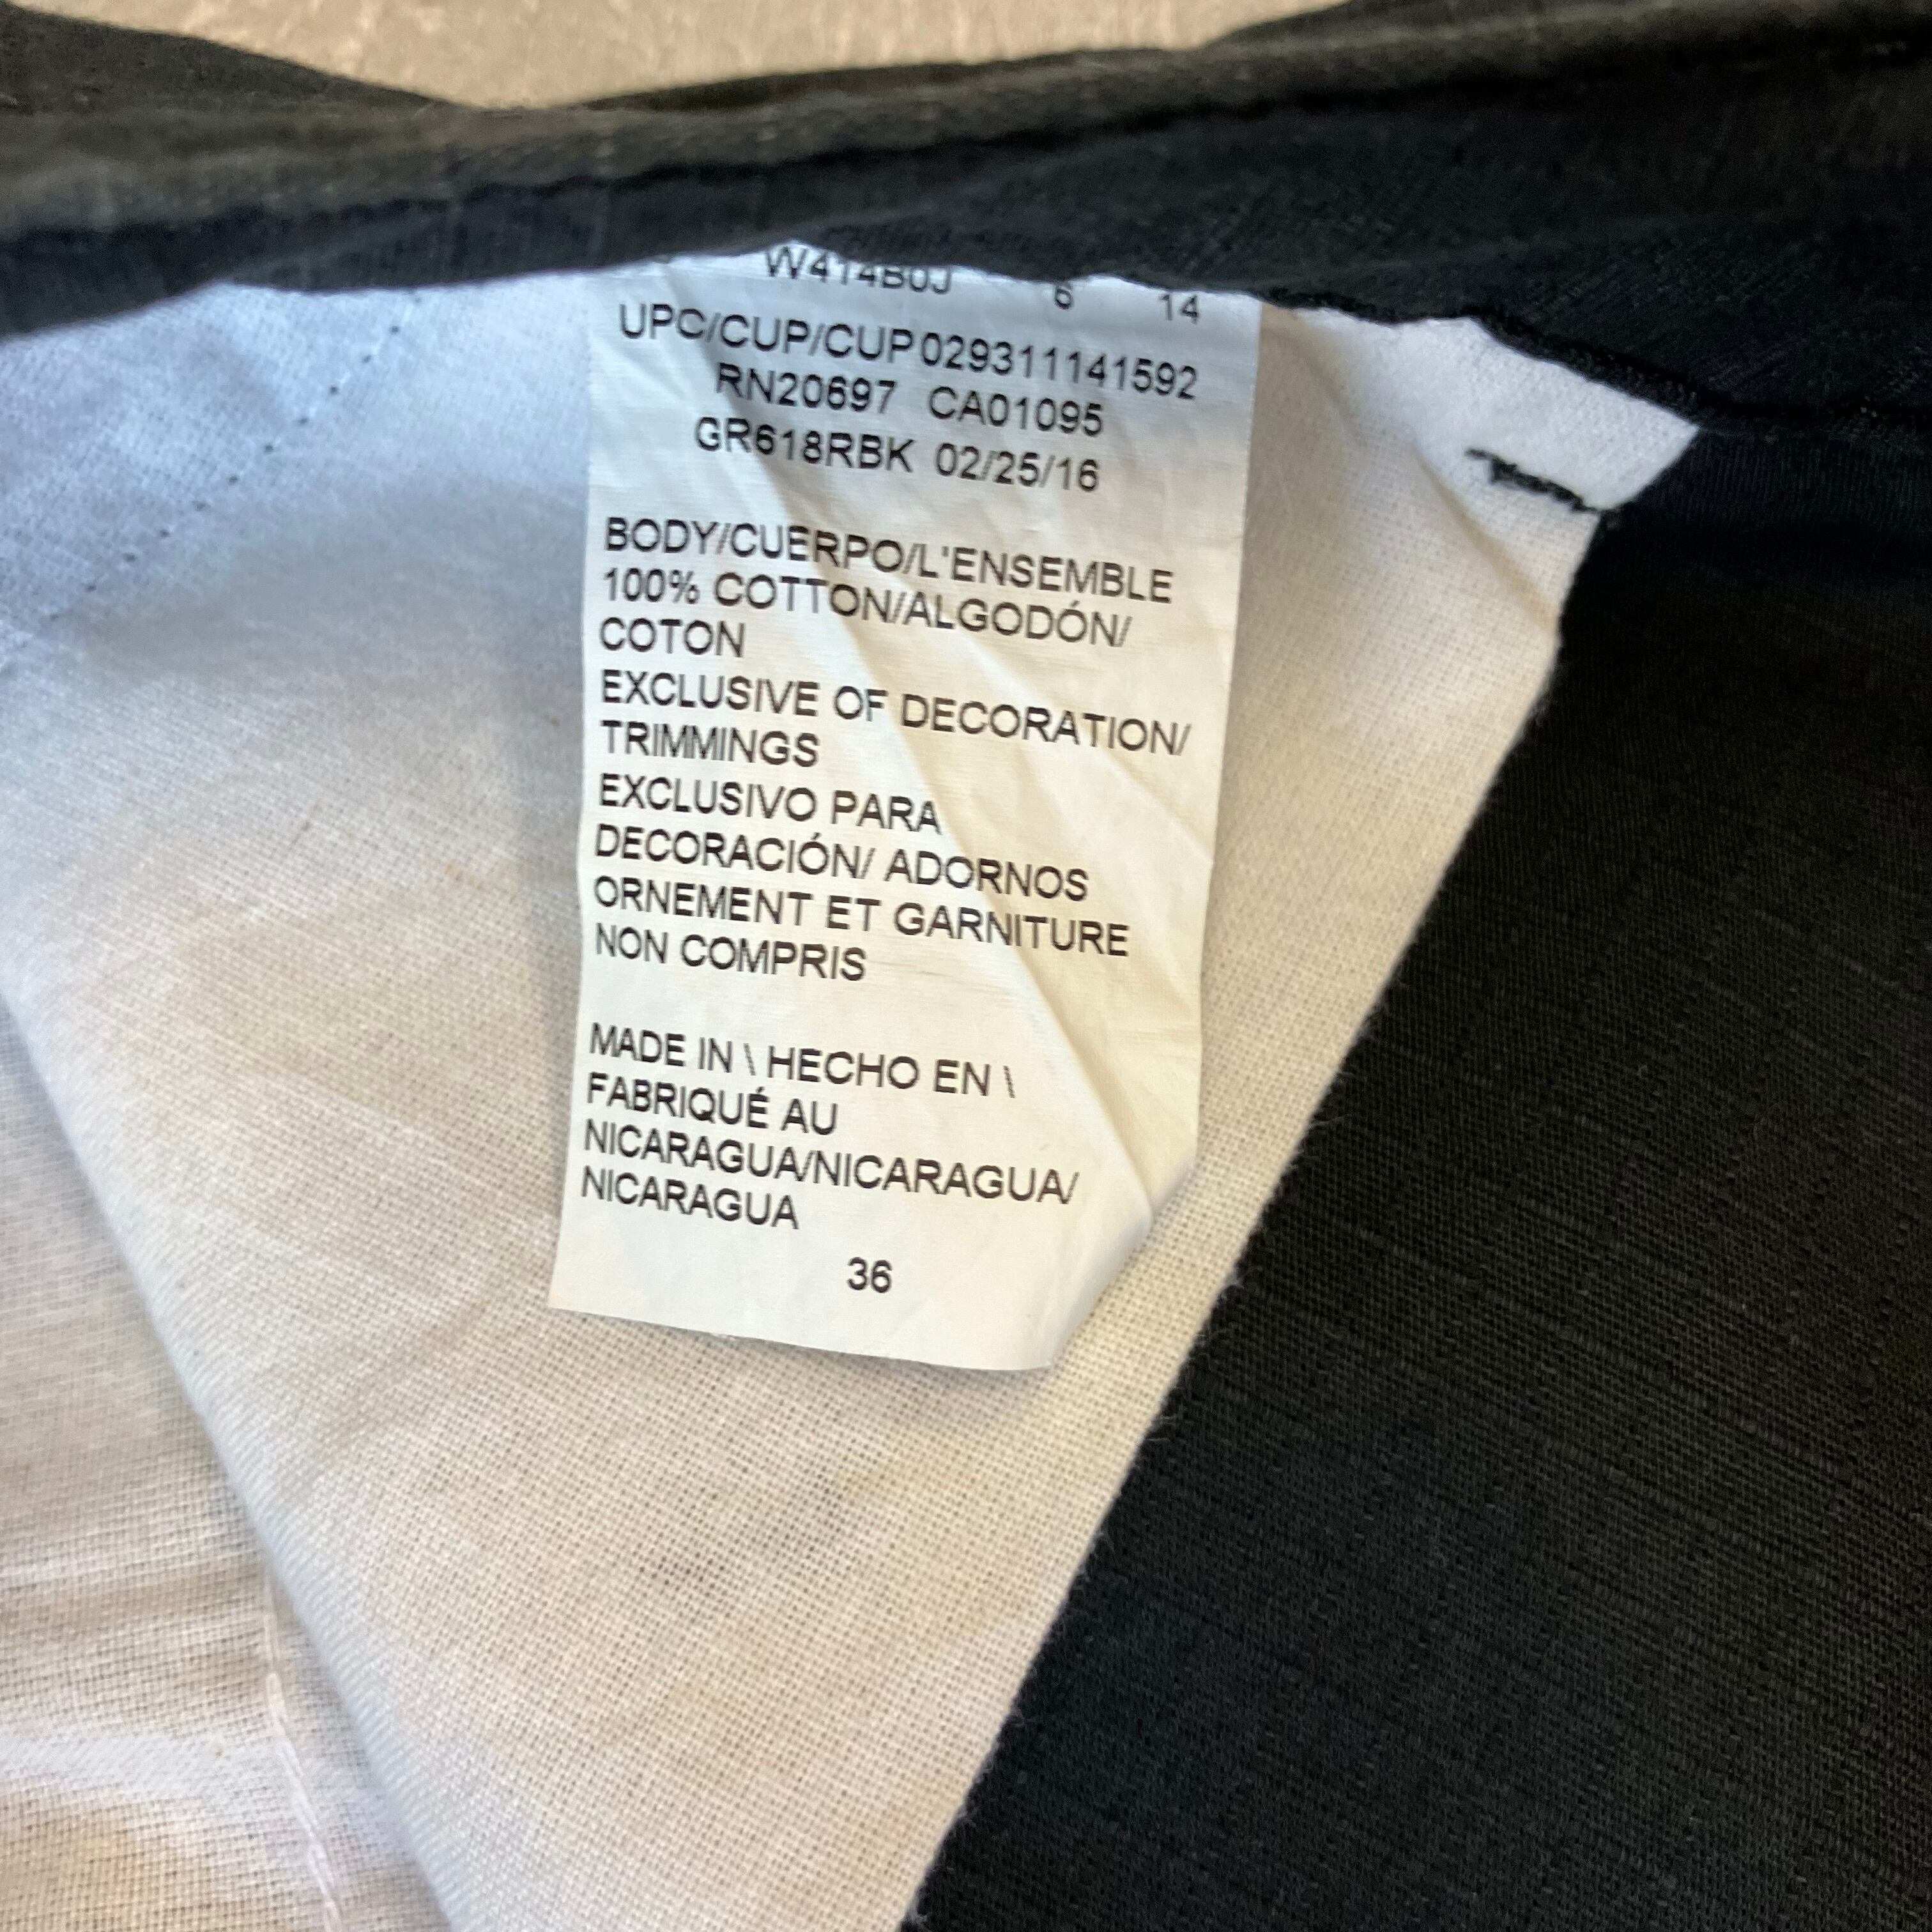 W414B0J 6 14
UPC/CUP/CUP029311141592
RN20697 CA01095
GR618RBK 02/25/16
BODY/CUERPO/L'ENSEMBLE
100% COTTON/ALGODÓN/
COTON
EXCLUSIVE OF DECORATION/
TRIMMINGS
EXCLUSIVO PARA
DECORACIÓN/ ADORNOS
ORNEMENT ET GARNITURE
NON COMPRIS
MADE IN \ HECHO EN \
FABRIQUÉ AU
NICARAGUA/NICARAGUA/
NICARAGUA
36